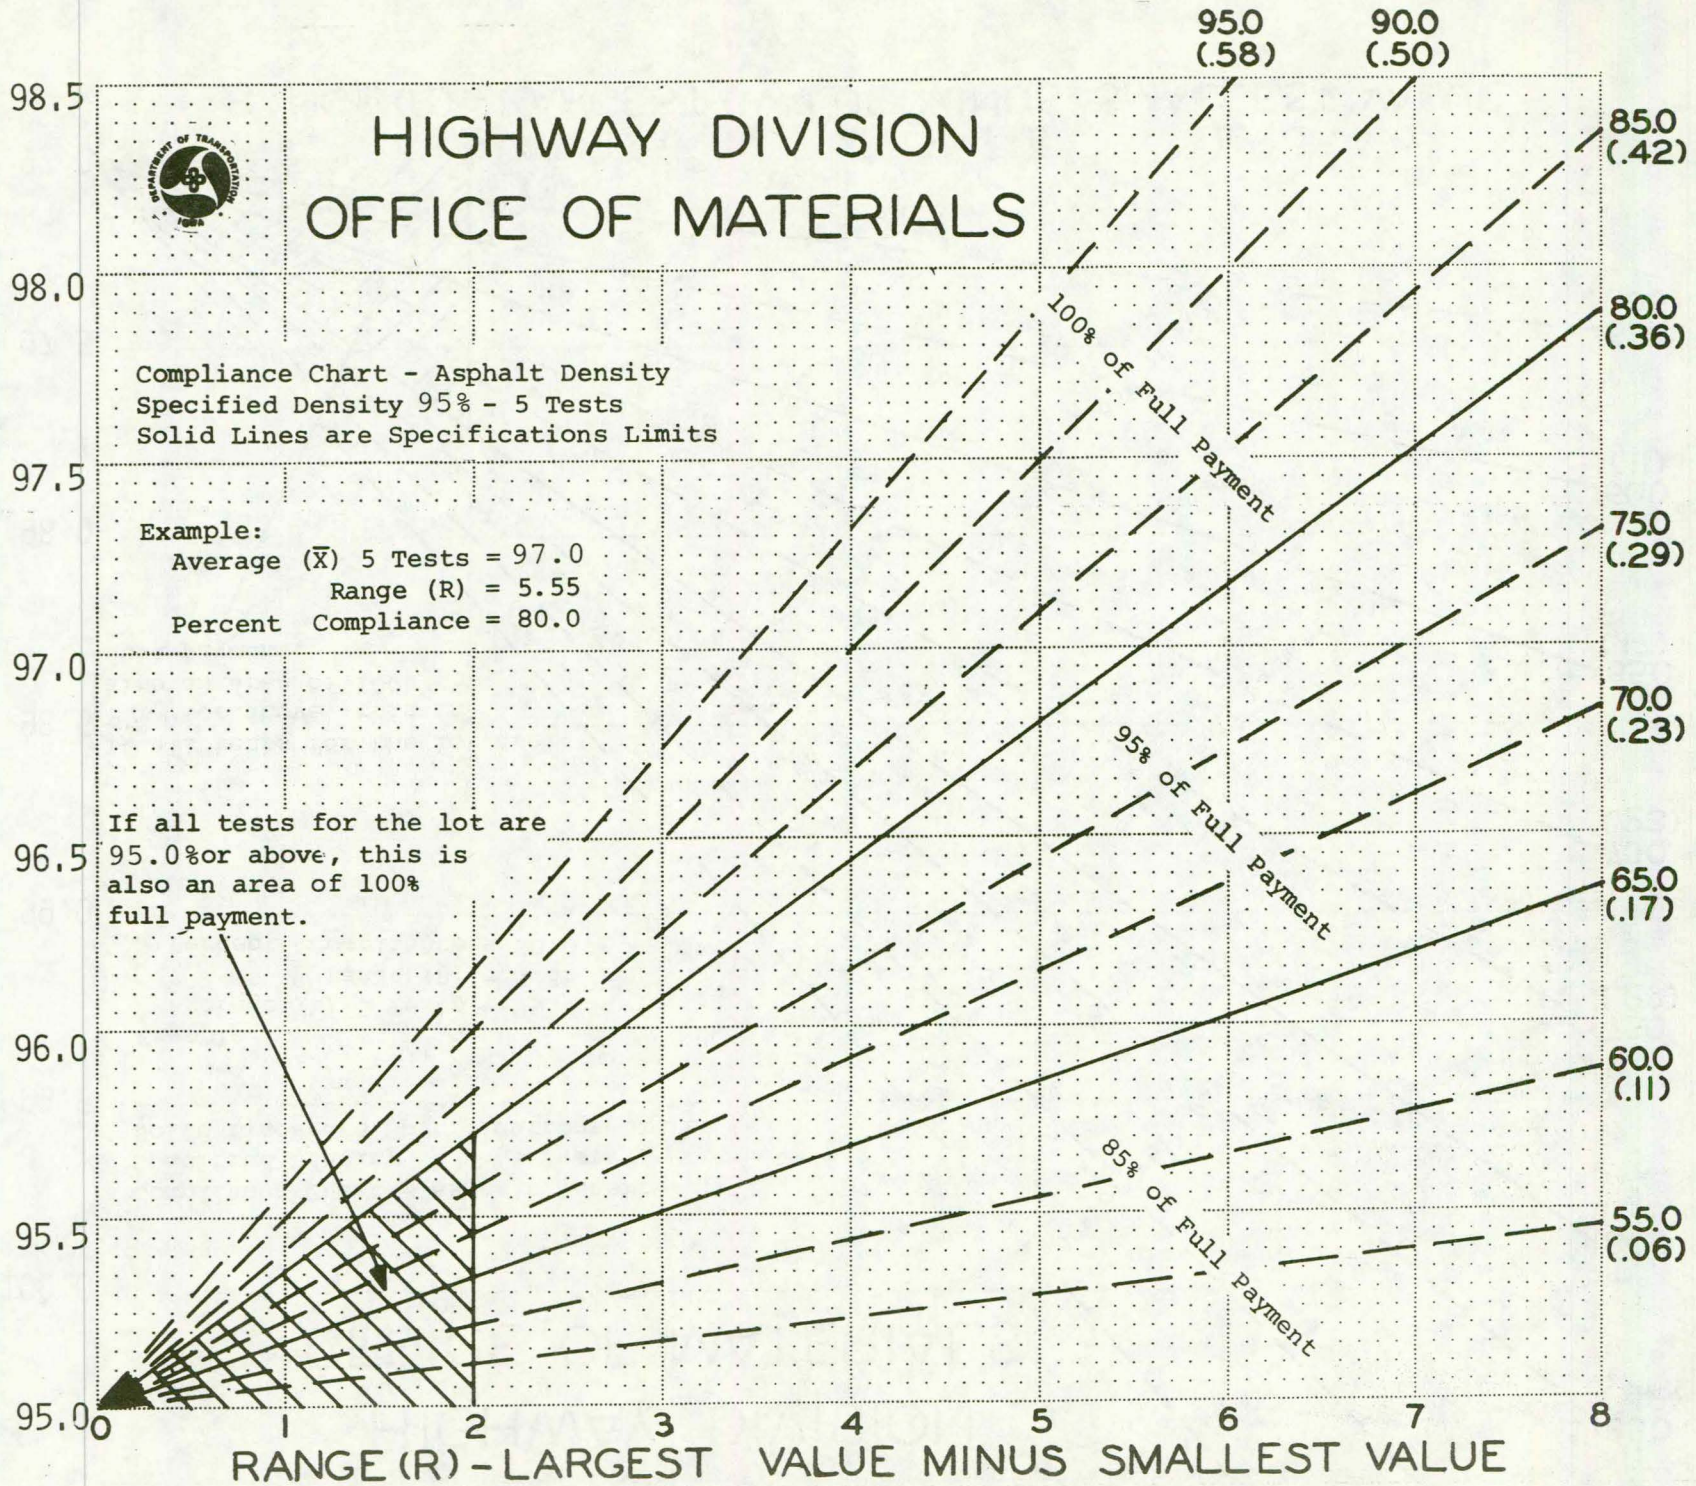 95.0
(.58)
90.0
(.50)
98.5
98.0
97.5
97.0
96.5
96.0
95.5
95.0
DEPARTMENT OF TRANSPORTATION
HIGHWAY DIVISION
OFFICE OF MATERIALS
Compliance Chart - Asphalt Density
Specified Density 95% - 5 Tests
Solid Lines are Specifications Limits
Example:
Average (X̅) 5 Tests = 97.0
Range (R) = 5.55
Percent Compliance = 80.0
If all tests for the lot are
95.0%or above, this is
also an area of 100%
full payment.
100% of Full Payment
95% of Full Payment
85% of Full Payment
85.0
(.42)
80.0
(.36)
75.0
(.29)
70.0
(.23)
65.0
(.17)
60.0
(.11)
55.0
(.06)
0 1 2 3 4 5 6 7 8
RANGE (R) - LARGEST VALUE MINUS SMALLEST VALUE